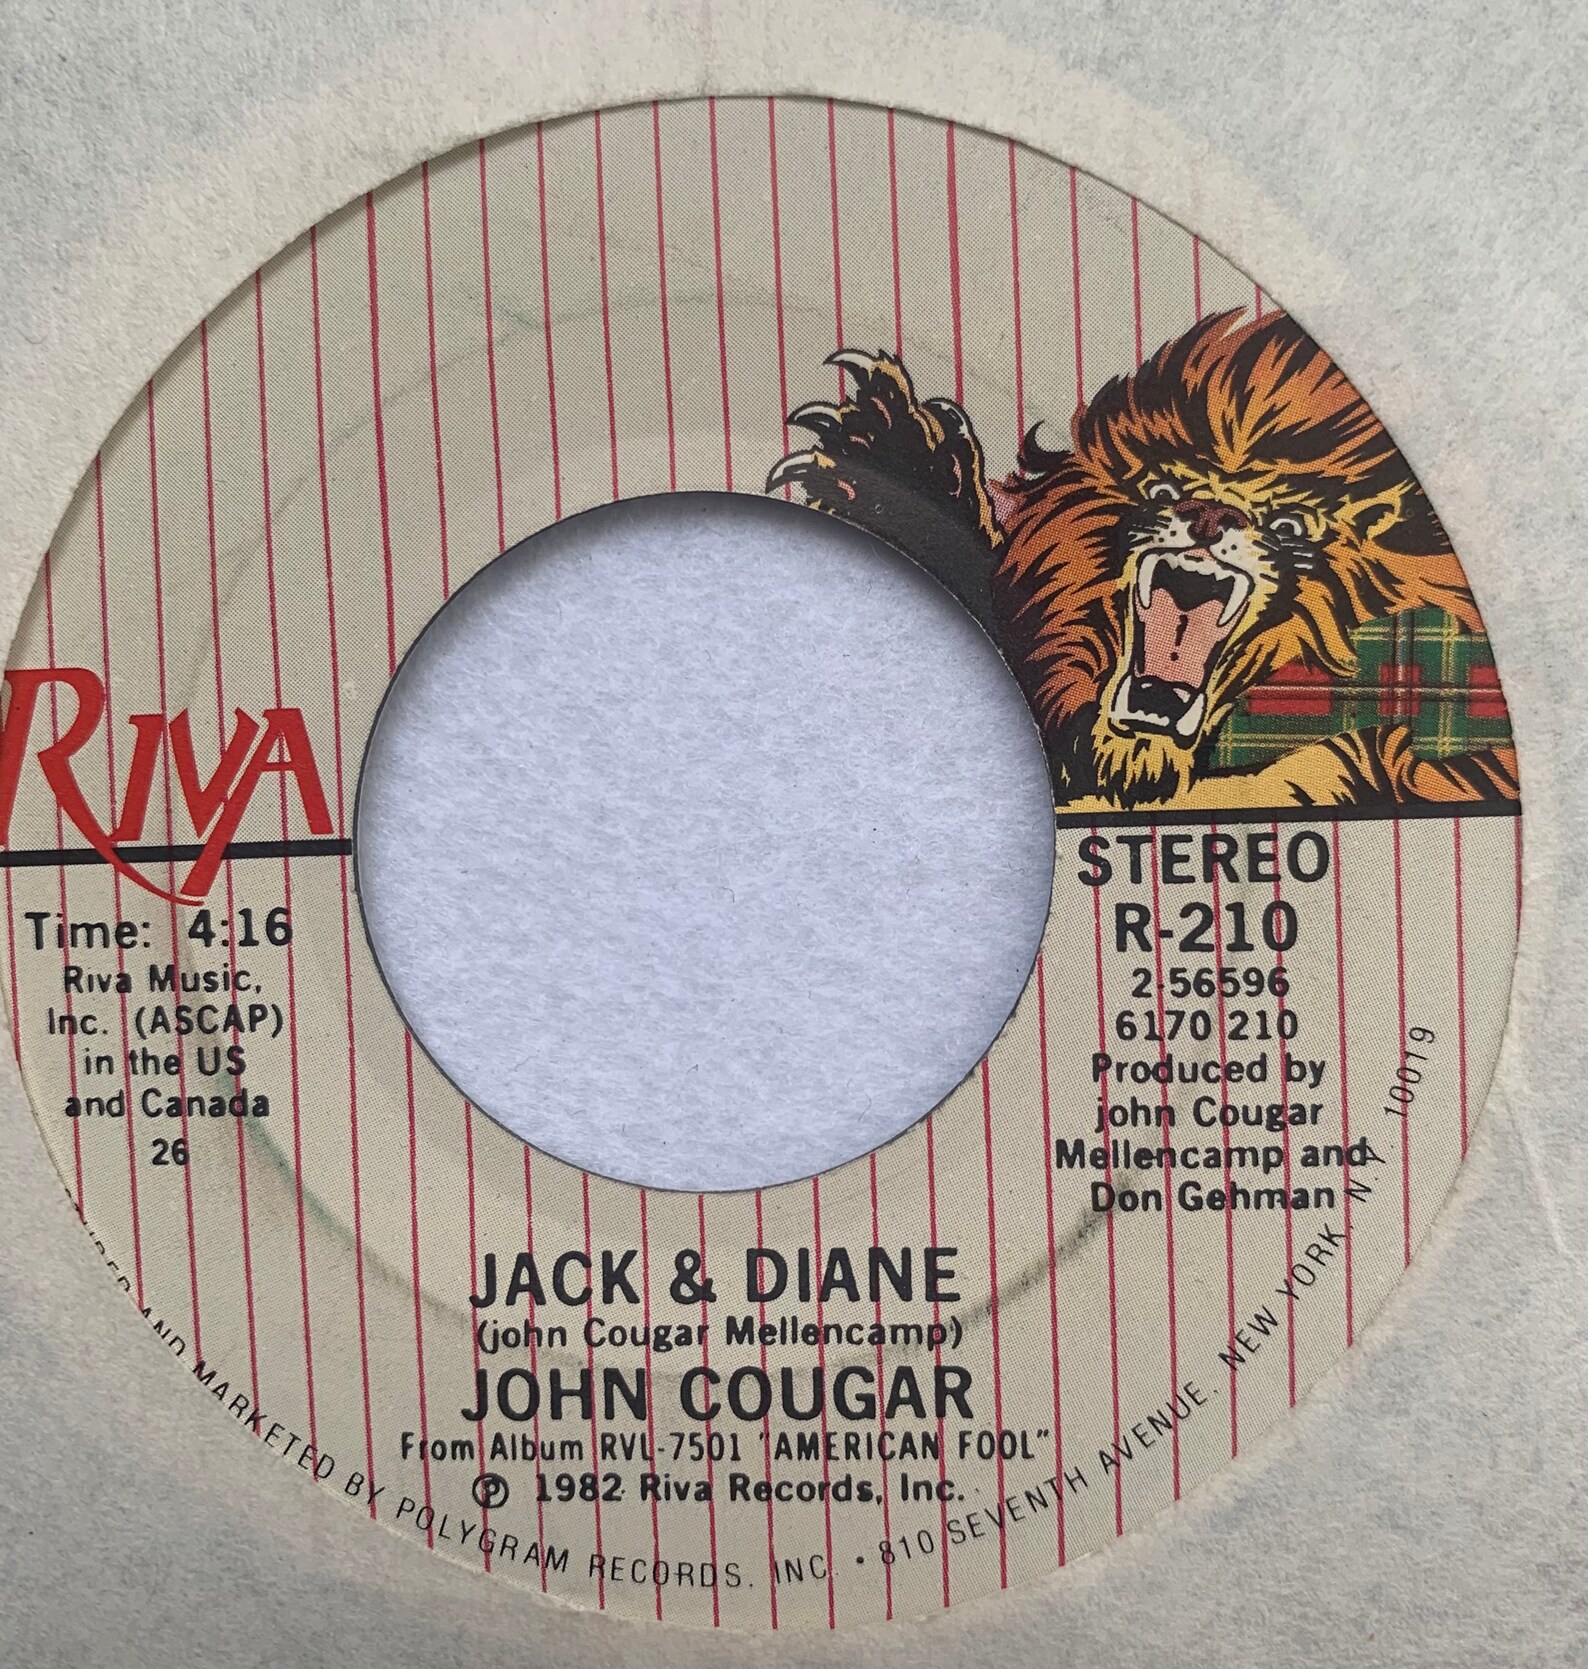 RIVA
Time: 4:16
Riva Music,
Inc. (ASCAP)
in the US
and Canada
26
STEREO
R-210
2-56596
6170 210
Produced by
john Cougar
Mellencamp and
Don Gehman
JACK & DIANE
(john Cougar Mellencamp)
JOHN COUGAR
From Album RVL-7501 "AMERICAN FOOL"
℗ 1982 Riva Records, Inc.
AND MARKETED BY POLYGRAM RECORDS, INC. • 810 SEVENTH AVENUE, NEW YORK, N.Y. 10019